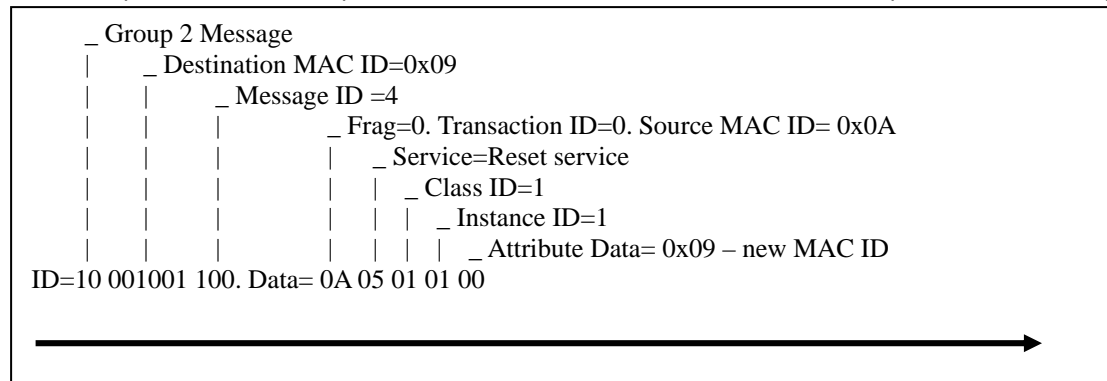 _ Group 2 Message
| _ Destination MAC ID=0x09
| | _ Message ID =4
| | | _ Frag=0. Transaction ID=0. Source MAC ID= 0x0A
| | | | _ Service=Reset service
| | | | | _ Class ID=1
| | | | | | _ Instance ID=1
| | | | | | | _ Attribute Data= 0x09 – new MAC ID
ID=10 001001 100. Data= 0A 05 01 01 00